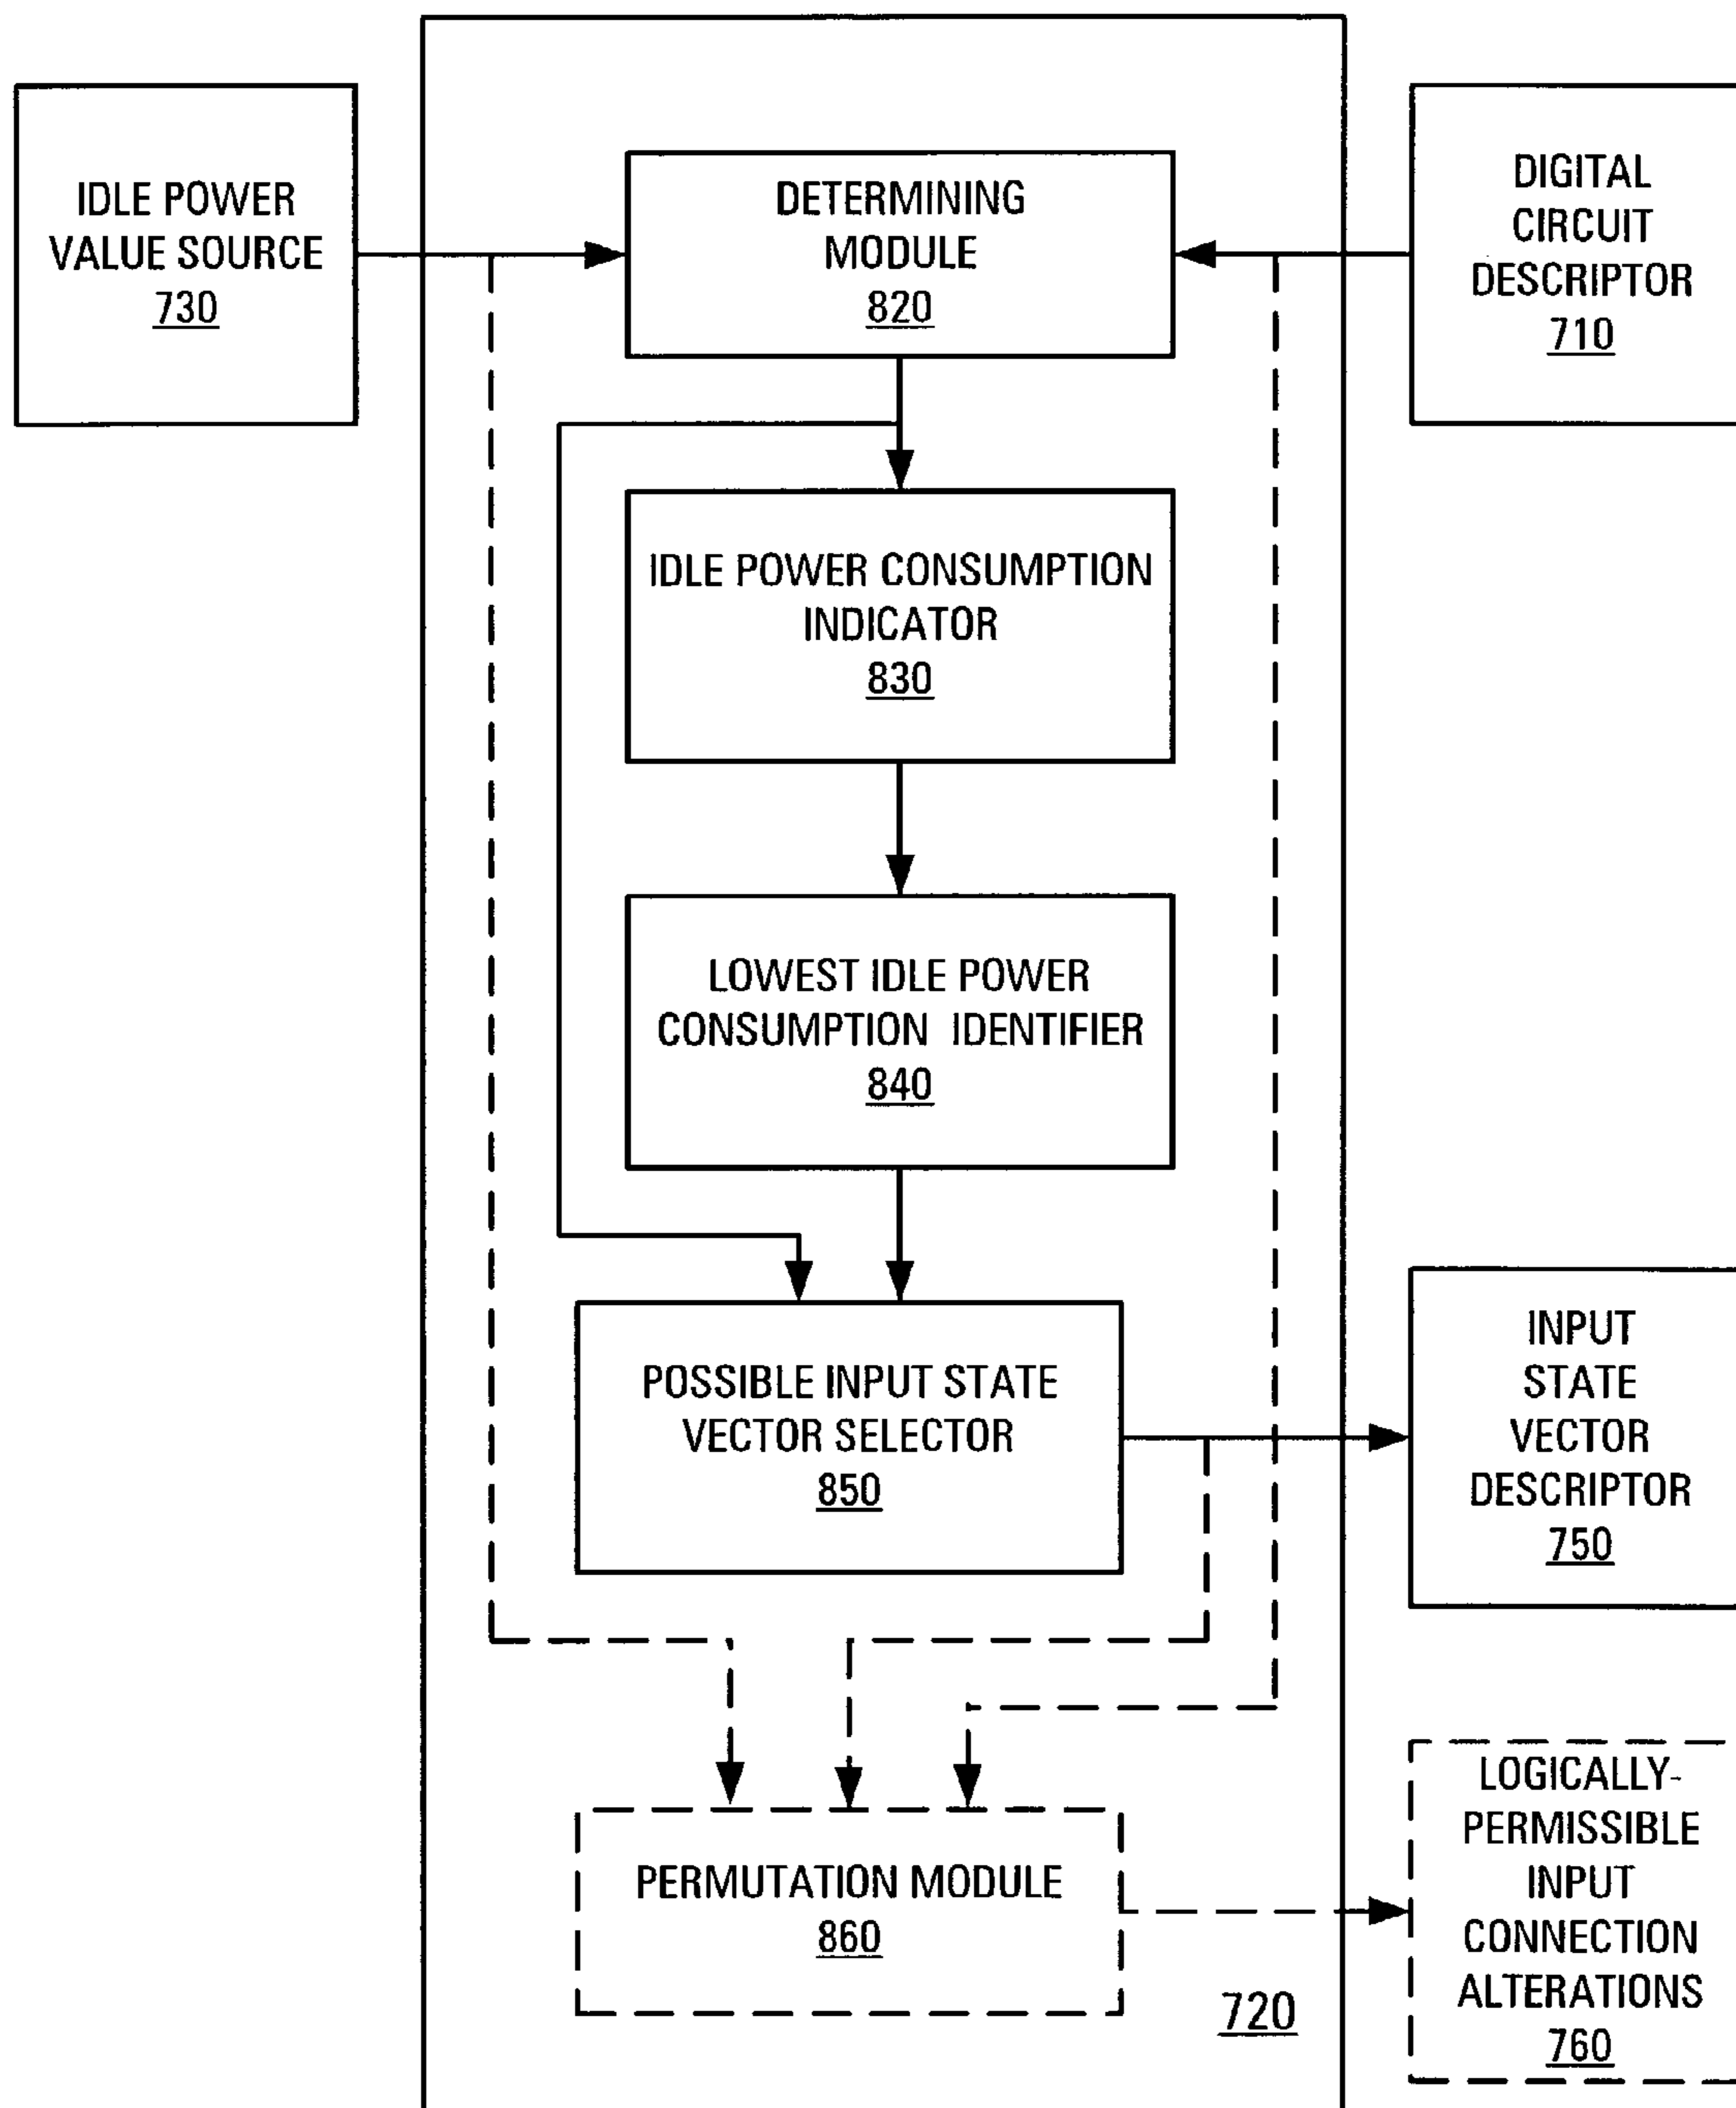 IDLE POWER
VALUE SOURCE
730
DETERMINING
MODULE
820
DIGITAL
CIRCUIT
DESCRIPTOR
710
IDLE POWER CONSUMPTION
INDICATOR
830
LOWEST IDLE POWER
CONSUMPTION IDENTIFIER
840
POSSIBLE INPUT STATE
VECTOR SELECTOR
850
INPUT
STATE
VECTOR
DESCRIPTOR
750
PERMUTATION MODULE
860
LOGICALLY-
PERMISSIBLE
INPUT
CONNECTION
ALTERATIONS
760
720